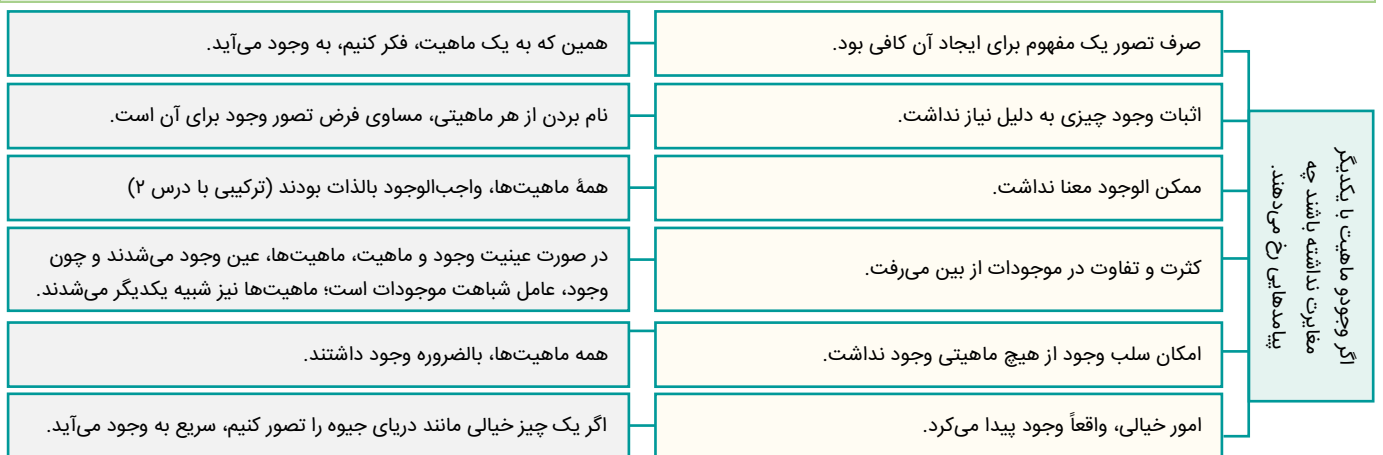 اگر وجودو ماهیت با یکدیگر
مغایرت نداشته باشند چه
پیامدهایی رخ می‌دهند.
صرف تصور یک مفهوم برای ایجاد آن کافی بود.
همین که به یک ماهیت، فکر کنیم، به وجود می‌آید.
اثبات وجود چیزی به دلیل نیاز نداشت.
نام بردن از هر ماهیتی، مساوی فرض تصور وجود برای آن است.
ممکن الوجود معنا نداشت.
همۀ ماهیت‌ها، واجب‌الوجود بالذات بودند (ترکیبی با درس ۲)
کثرت و تفاوت در موجودات از بین می‌رفت.
در صورت عینیت وجود و ماهیت، ماهیت‌ها، عین وجود می‌شدند و چون
وجود، عامل شباهت موجودات است؛ ماهیت‌ها نیز شبیه یکدیگر می‌شدند.
امکان سلب وجود از هیچ ماهیتی وجود نداشت.
همه ماهیت‌ها، بالضروره وجود داشتند.
امور خیالی، واقعاً وجود پیدا می‌کرد.
اگر یک چیز خیالی مانند دریای جیوه را تصور کنیم، سریع به وجود می‌آید.